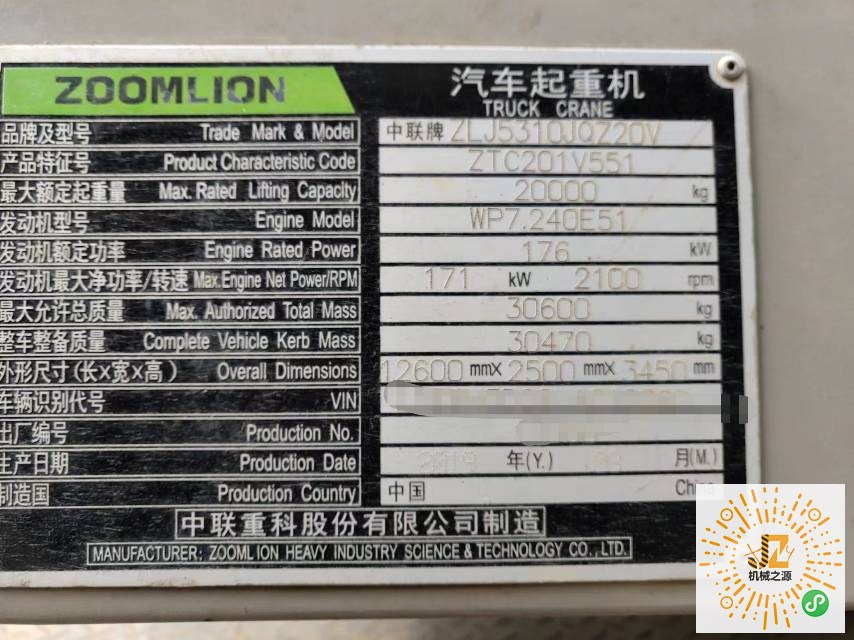 ZOOMLION 汽车起重机
TRUCK CRANE
品牌及型号 Trade Mark & Model 中联牌 ZLJ5310JQZ20V
产品特征号 Product Characteristic Code ZTC201V551
最大额定起重量 Max. Rated Lifting Capacity 20000 kg
发动机型号 Engine Model WP7.240E51
发动机额定功率 Engine Rated Power 176 kW
发动机最大净功率/转速 Max.Engine Net Power/RPM 171 kW 2100 rpm
最大允许总质量 Max. Authorized Total Mass 30600 kg
整车整备质量 Complete Vehicle Kerb Mass 30470 kg
外形尺寸(长×宽×高) Overall Dimensions 12600 mm× 2500 mm× 3450 mm
车辆识别代号 VIN
出厂编号 Production No.
生产日期 Production Date 2019 年(Y.) 月(M.)
制造国 Production Country 中国 China
中联重科股份有限公司制造
MANUFACTURER: ZOOMLION HEAVY INDUSTRY SCIENCE & TECHNOLOGY CO., LTD.
JZY
机械之源